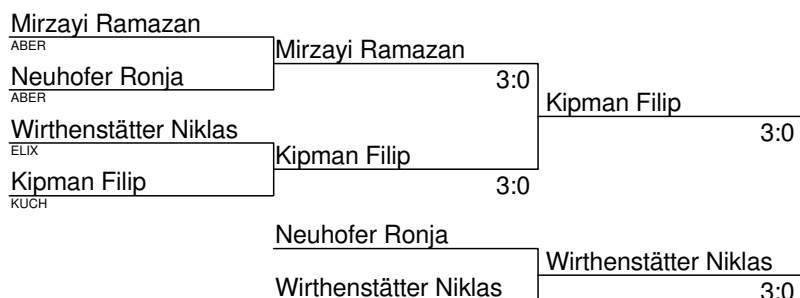 Mirzayi Ramazan
ABER
Mirzayi Ramazan
Neuhofer Ronja
3:0
ABER
Kipman Filip
Wirthenstätter Niklas
3:0
ELIX
Kipman Filip
Kipman Filip
3:0
KUCH
Neuhofer Ronja
Wirthenstätter Niklas
Wirthenstätter Niklas
3:0